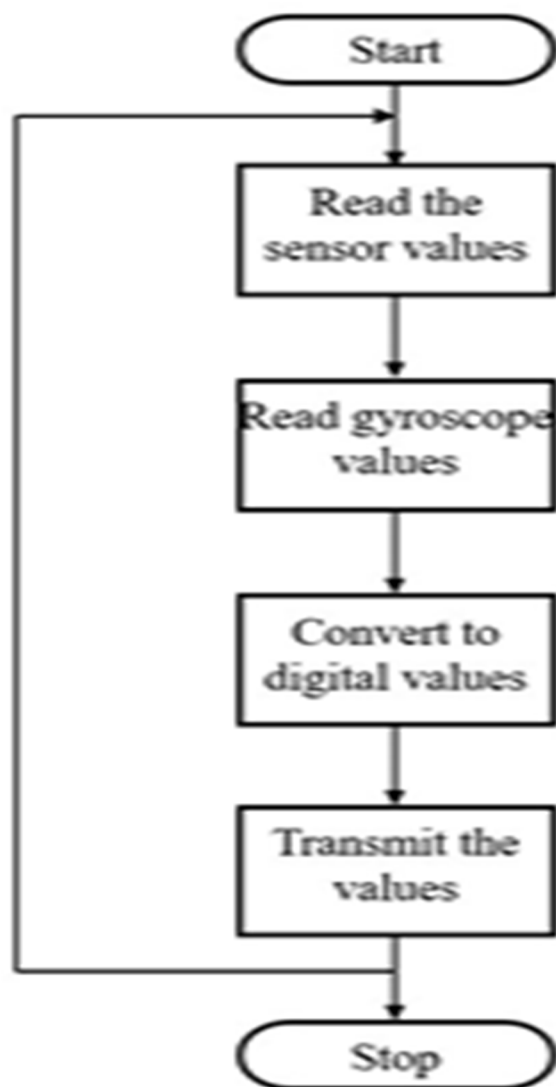 Start
Read the
sensor values
Read gyroscope
values
Convert to
digital values
Transmit the
values
Stop